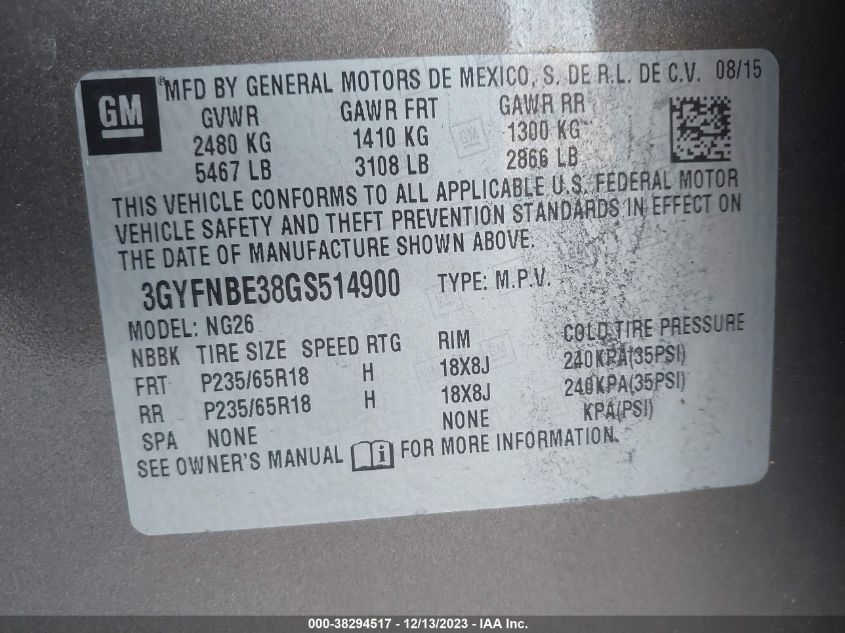 GM
MFD BY GENERAL MOTORS DE MEXICO, S. DE R.L. DE C.V. 08/15
GVWR GAWR FRT GAWR RR
2480 KG 1410 KG 1300 KG
5467 LB 3108 LB 2866 LB
THIS VEHICLE CONFORMS TO ALL APPLICABLE U.S. FEDERAL MOTOR
VEHICLE SAFETY AND THEFT PREVENTION STANDARDS IN EFFECT ON
THE DATE OF MANUFACTURE SHOWN ABOVE.
3GYFNBE38GS514900 TYPE: M.P.V.
MODEL: NG26
NBBK TIRE SIZE SPEED RTG RIM COLD TIRE PRESSURE
FRT P235/65R18 H 18X8J 240KPA(35PSI)
RR P235/65R18 H 18X8J 240KPA(35PSI)
SPA NONE NONE KPA(PSI)
SEE OWNER'S MANUAL FOR MORE INFORMATION.
000-38294517 - 12/13/2023 - IAA Inc.